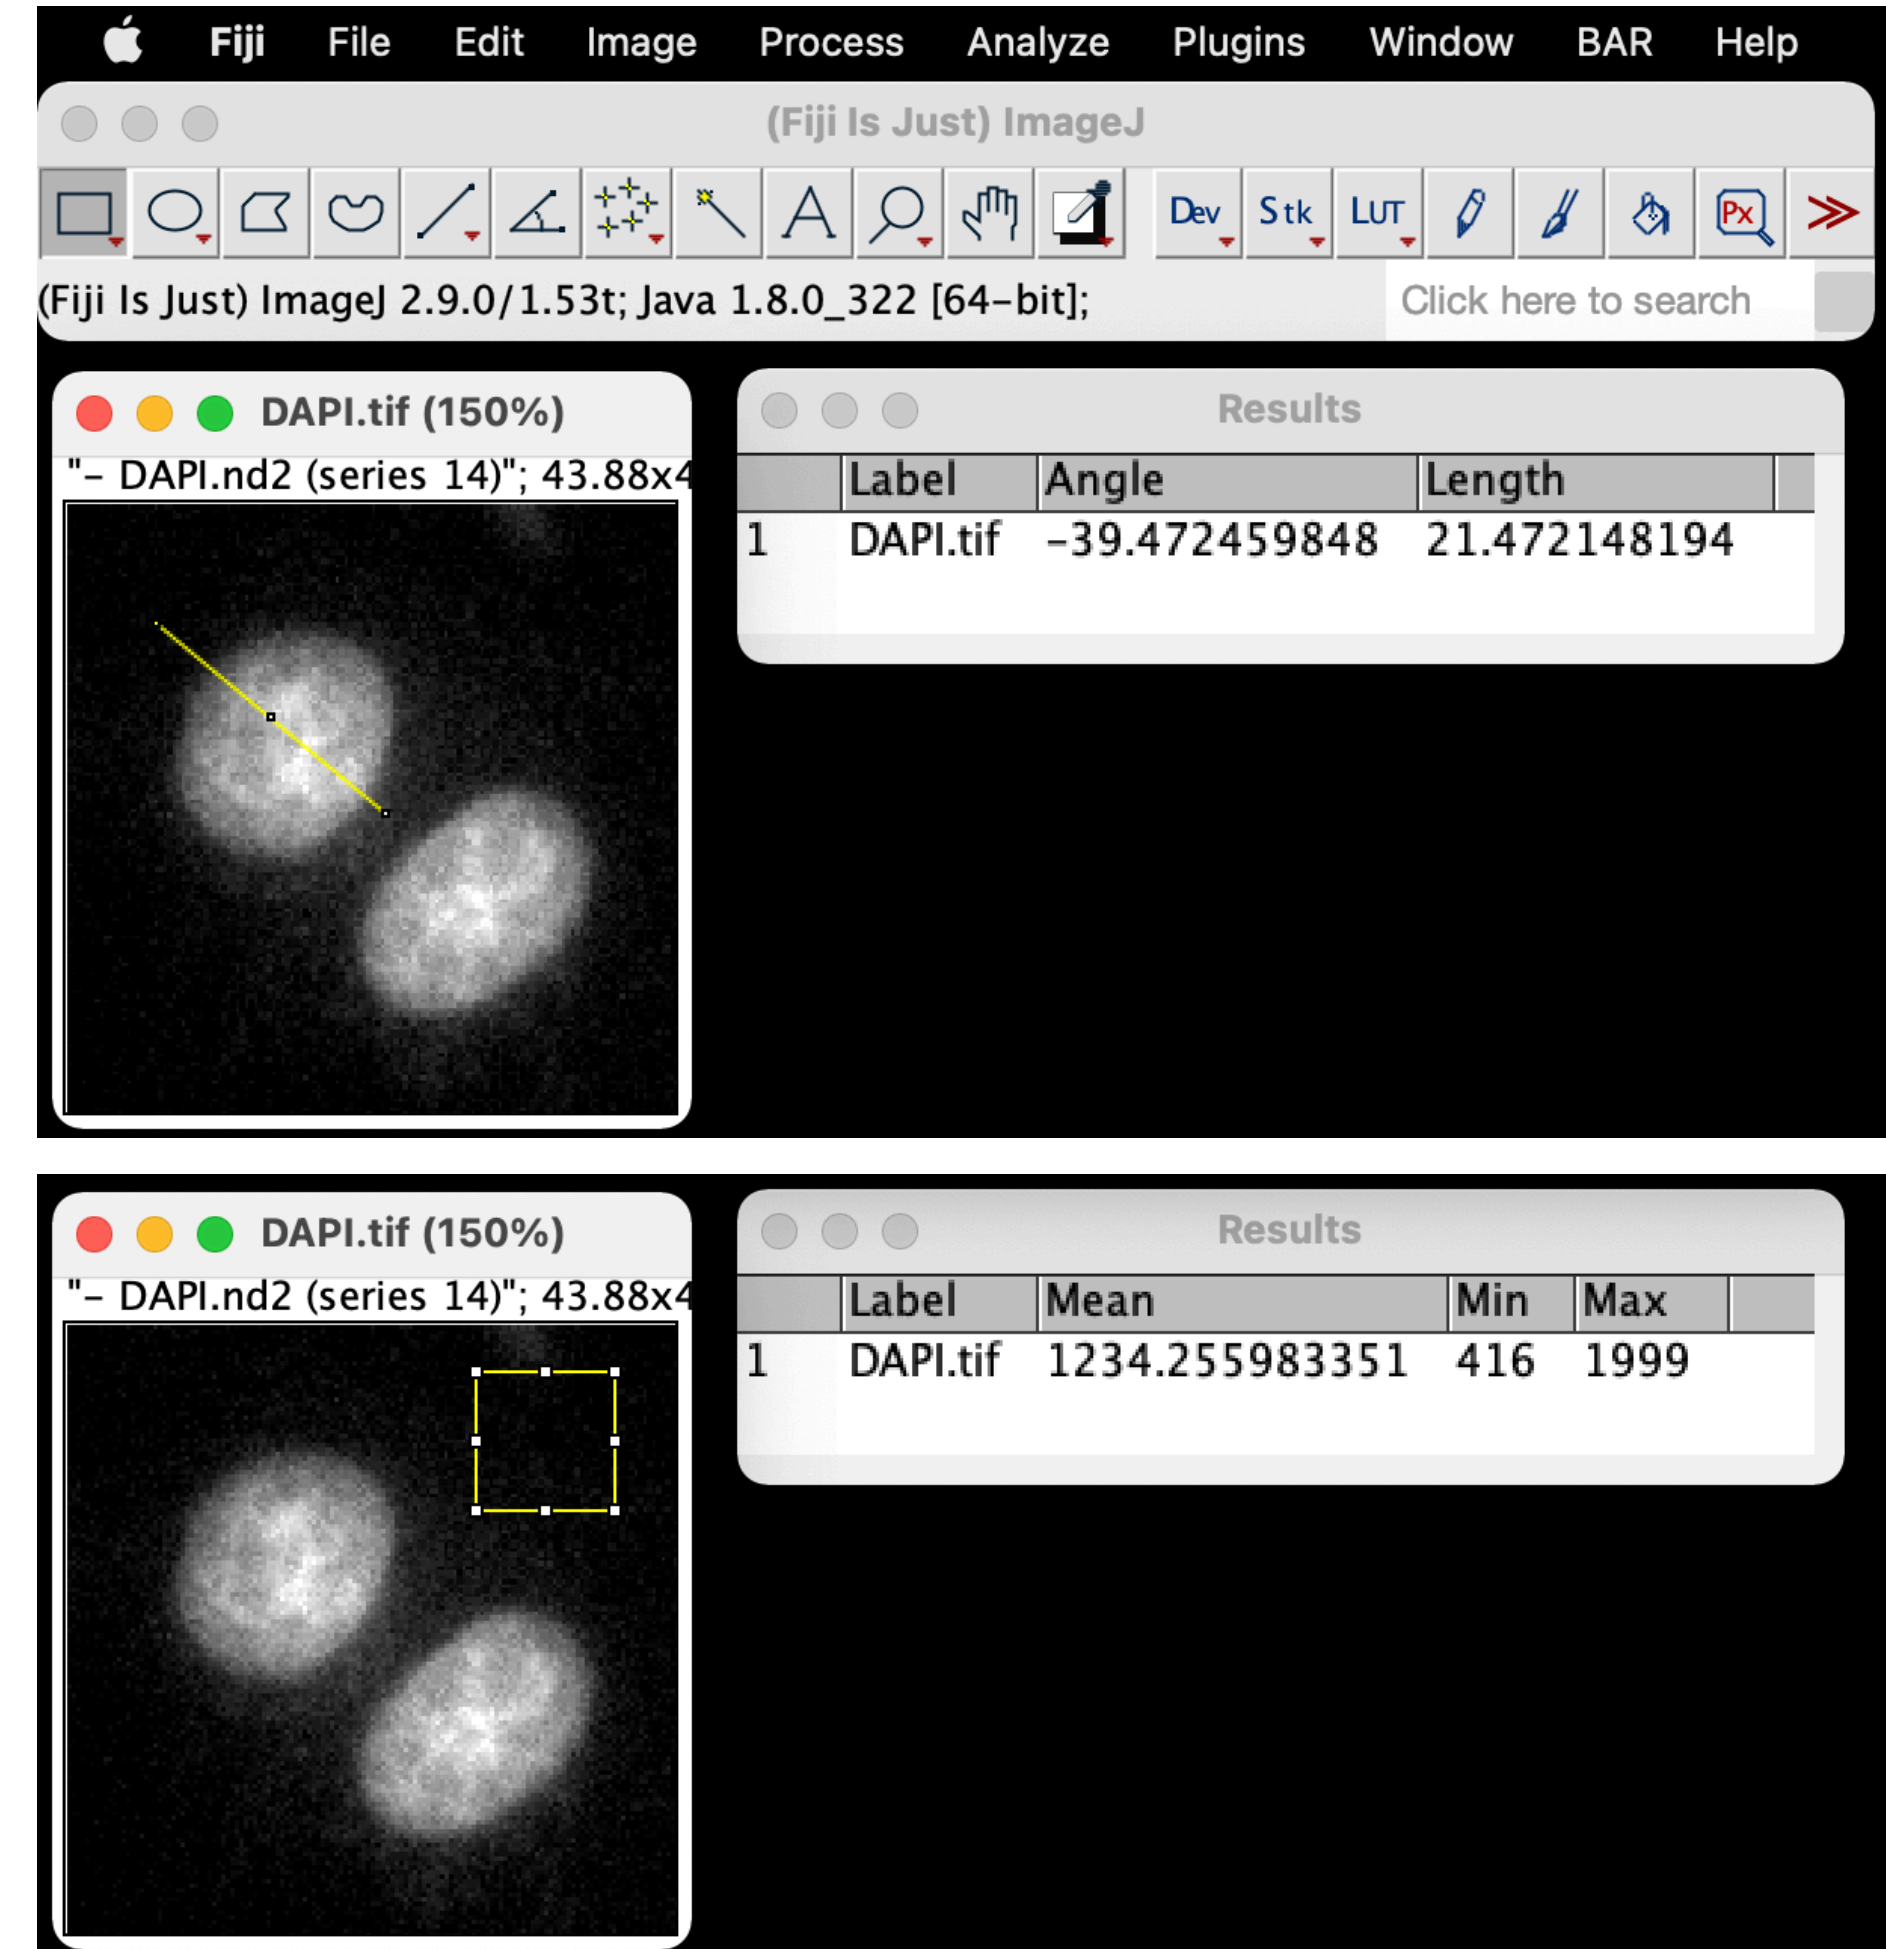 Fiji File Edit Image Process Analyze Plugins Window BAR Help
(Fiji Is Just) ImageJ
A Dev Stk LUT Px >>
(Fiji Is Just) ImageJ 2.9.0/1.53t; Java 1.8.0_322 [64-bit]; Click here to search
DAPI.tif (150%)
"- DAPI.nd2 (series 14)"; 43.88x4
Results
Label Angle Length
1 DAPI.tif -39.472459848 21.472148194
DAPI.tif (150%)
"- DAPI.nd2 (series 14)"; 43.88x4
Results
Label Mean Min Max
1 DAPI.tif 1234.255983351 416 1999